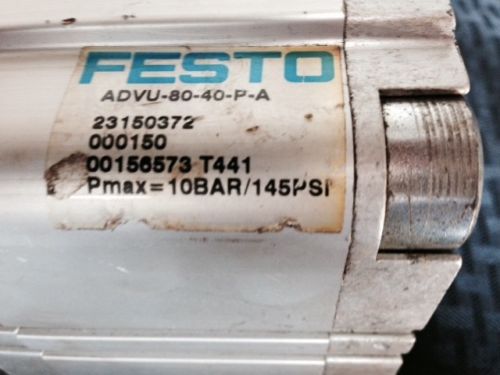 FESTO
ADVU-80-40-P-A
23150372
000150
00156573 T441
Pmax=10BAR/145PSI